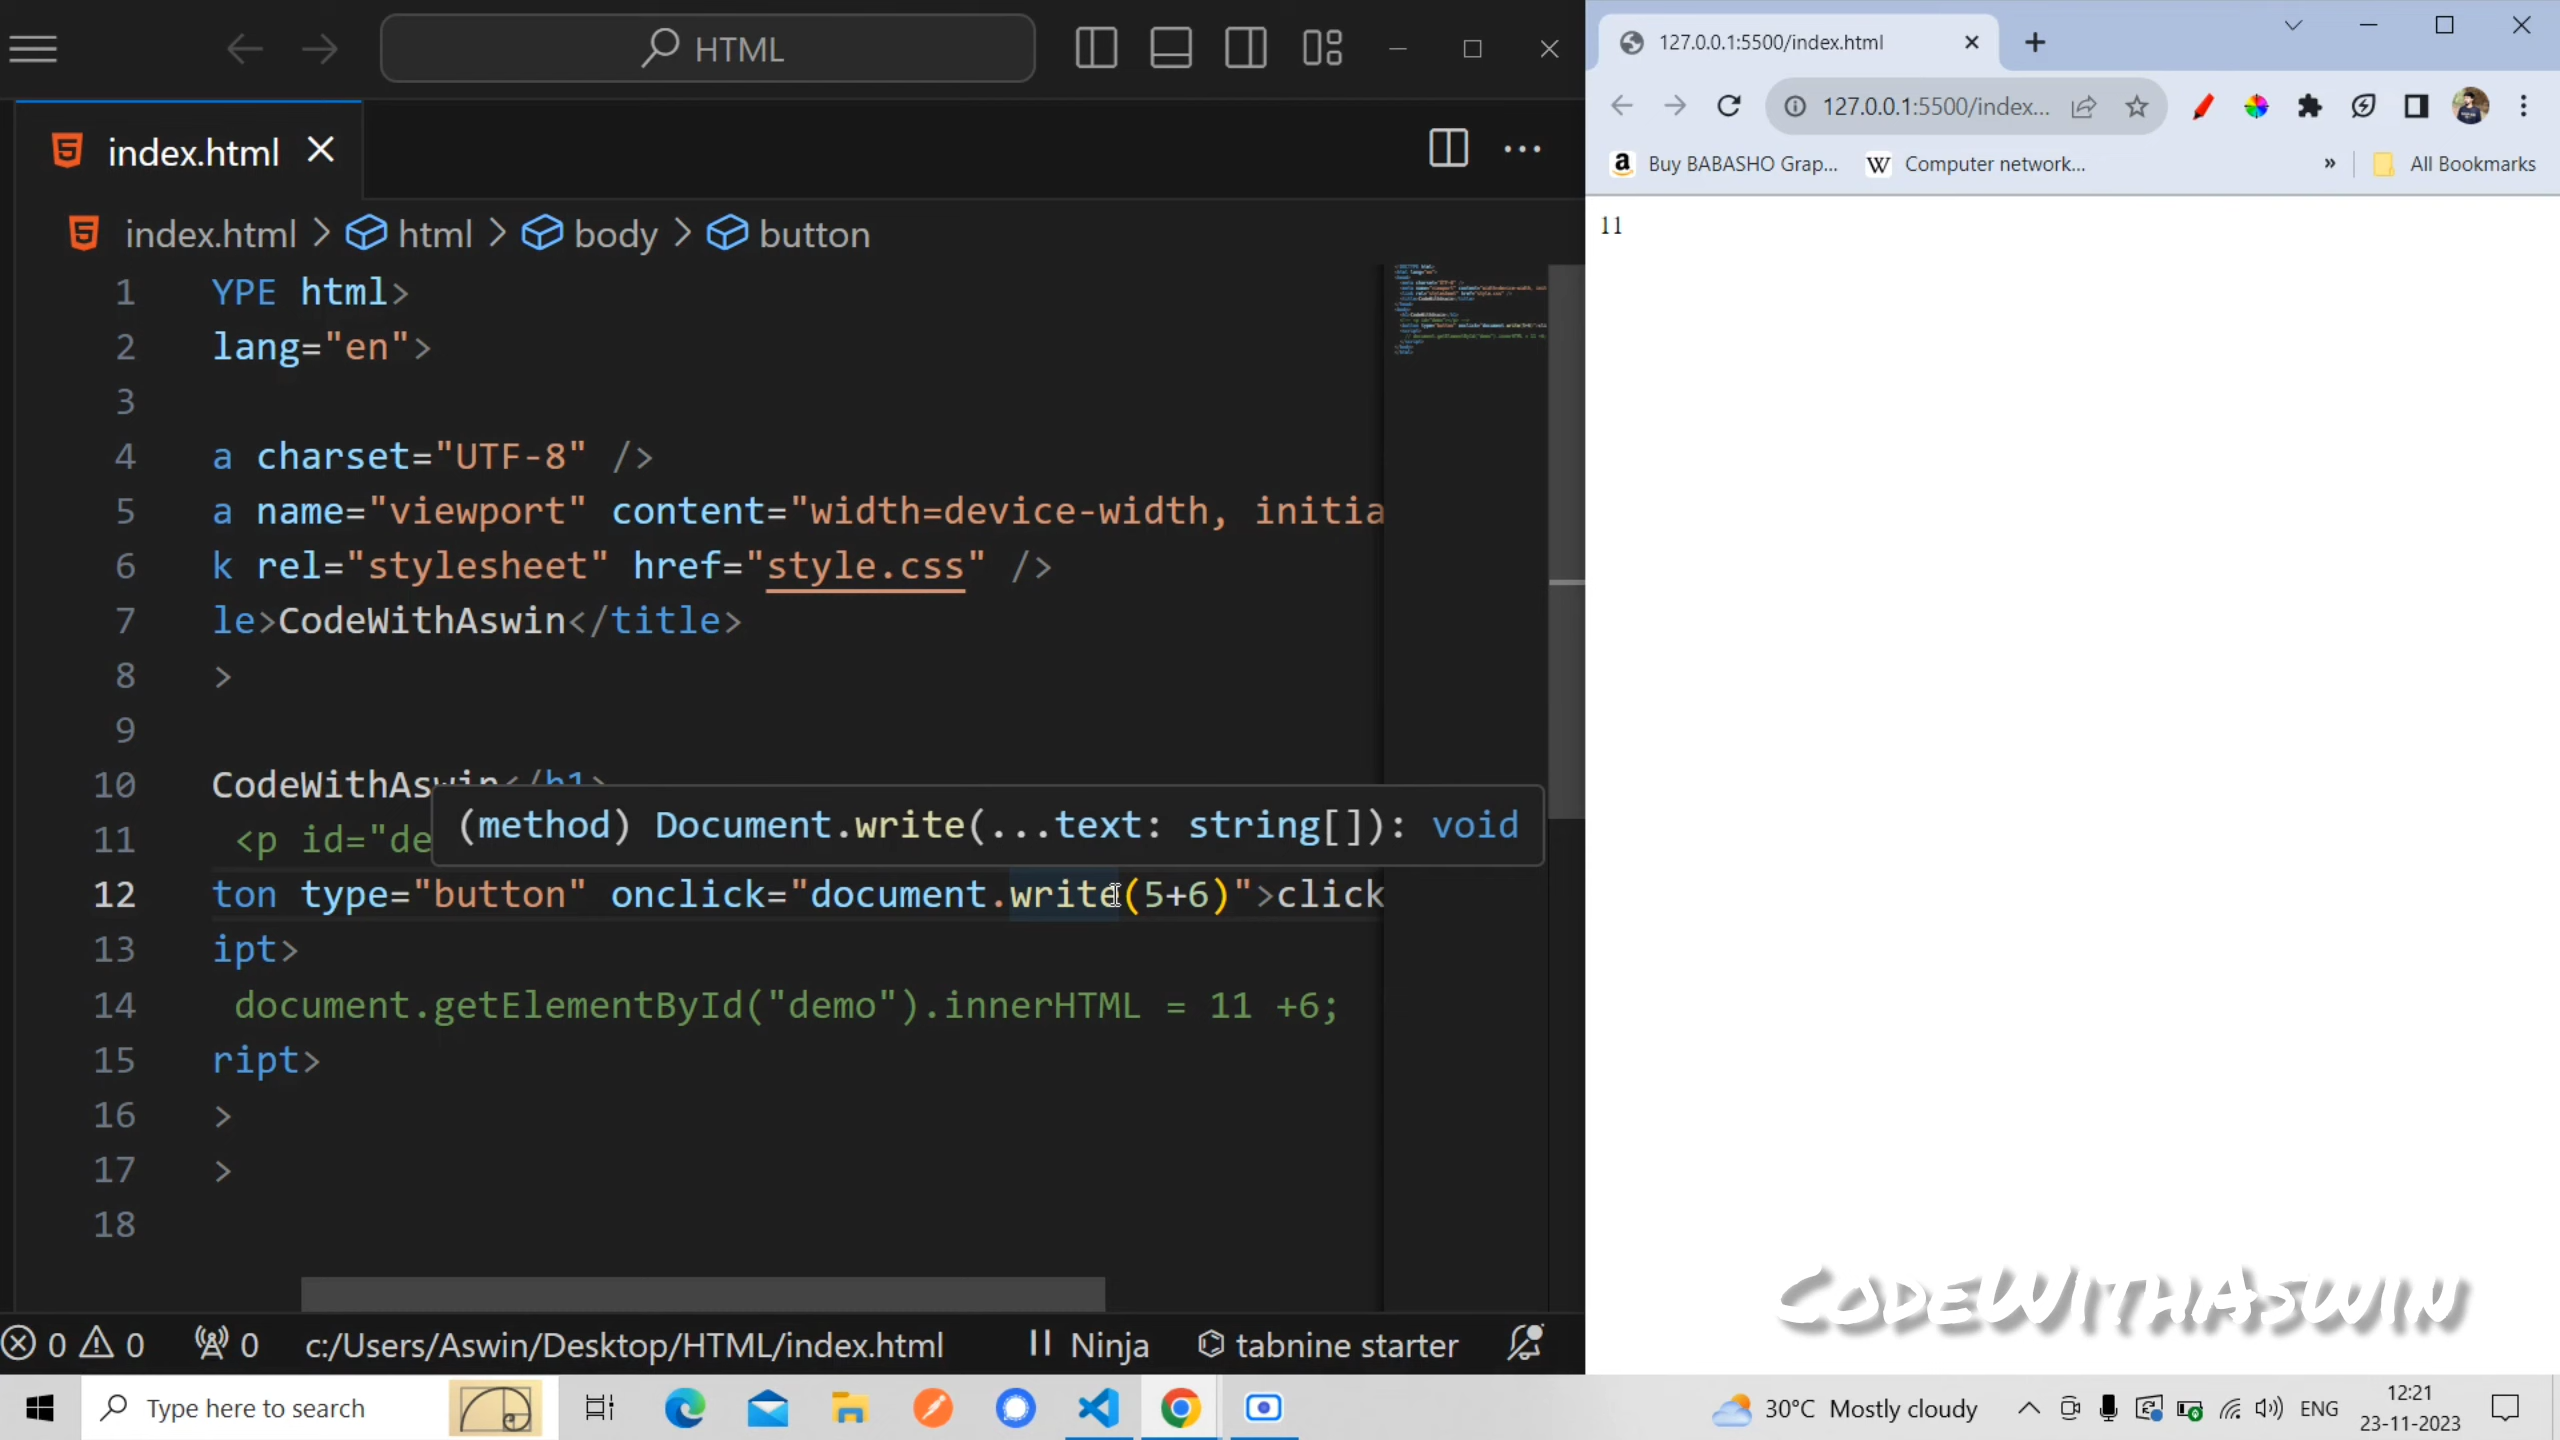 HTML
index.html
index.html > html > body > button
1 YPE html>
2 lang="en">
3
4 a charset="UTF-8" />
5 a name="viewport" content="width=device-width, initia
6 k rel="stylesheet" href="style.css" />
7 le>CodeWithAswin</title>
8 >
9
10 CodeWithAswin</h1>
(method) Document.write(...text: string[]): void
11 <p id="de
12 ton type="button" onclick="document.write(5+6)">click
13 ipt>
14 document.getElementById("demo").innerHTML = 11 +6;
15 ript>
16 >
17 >
18
0 0 0 c:/Users/Aswin/Desktop/HTML/index.html Ninja tabnine starter
127.0.0.1:5500/index.html
127.0.0.1:5500/index...
Buy BABASHO Grap... Computer network... » All Bookmarks
11
CodeWithAswin
Type here to search
30°C Mostly cloudy ENG
12:21
23-11-2023